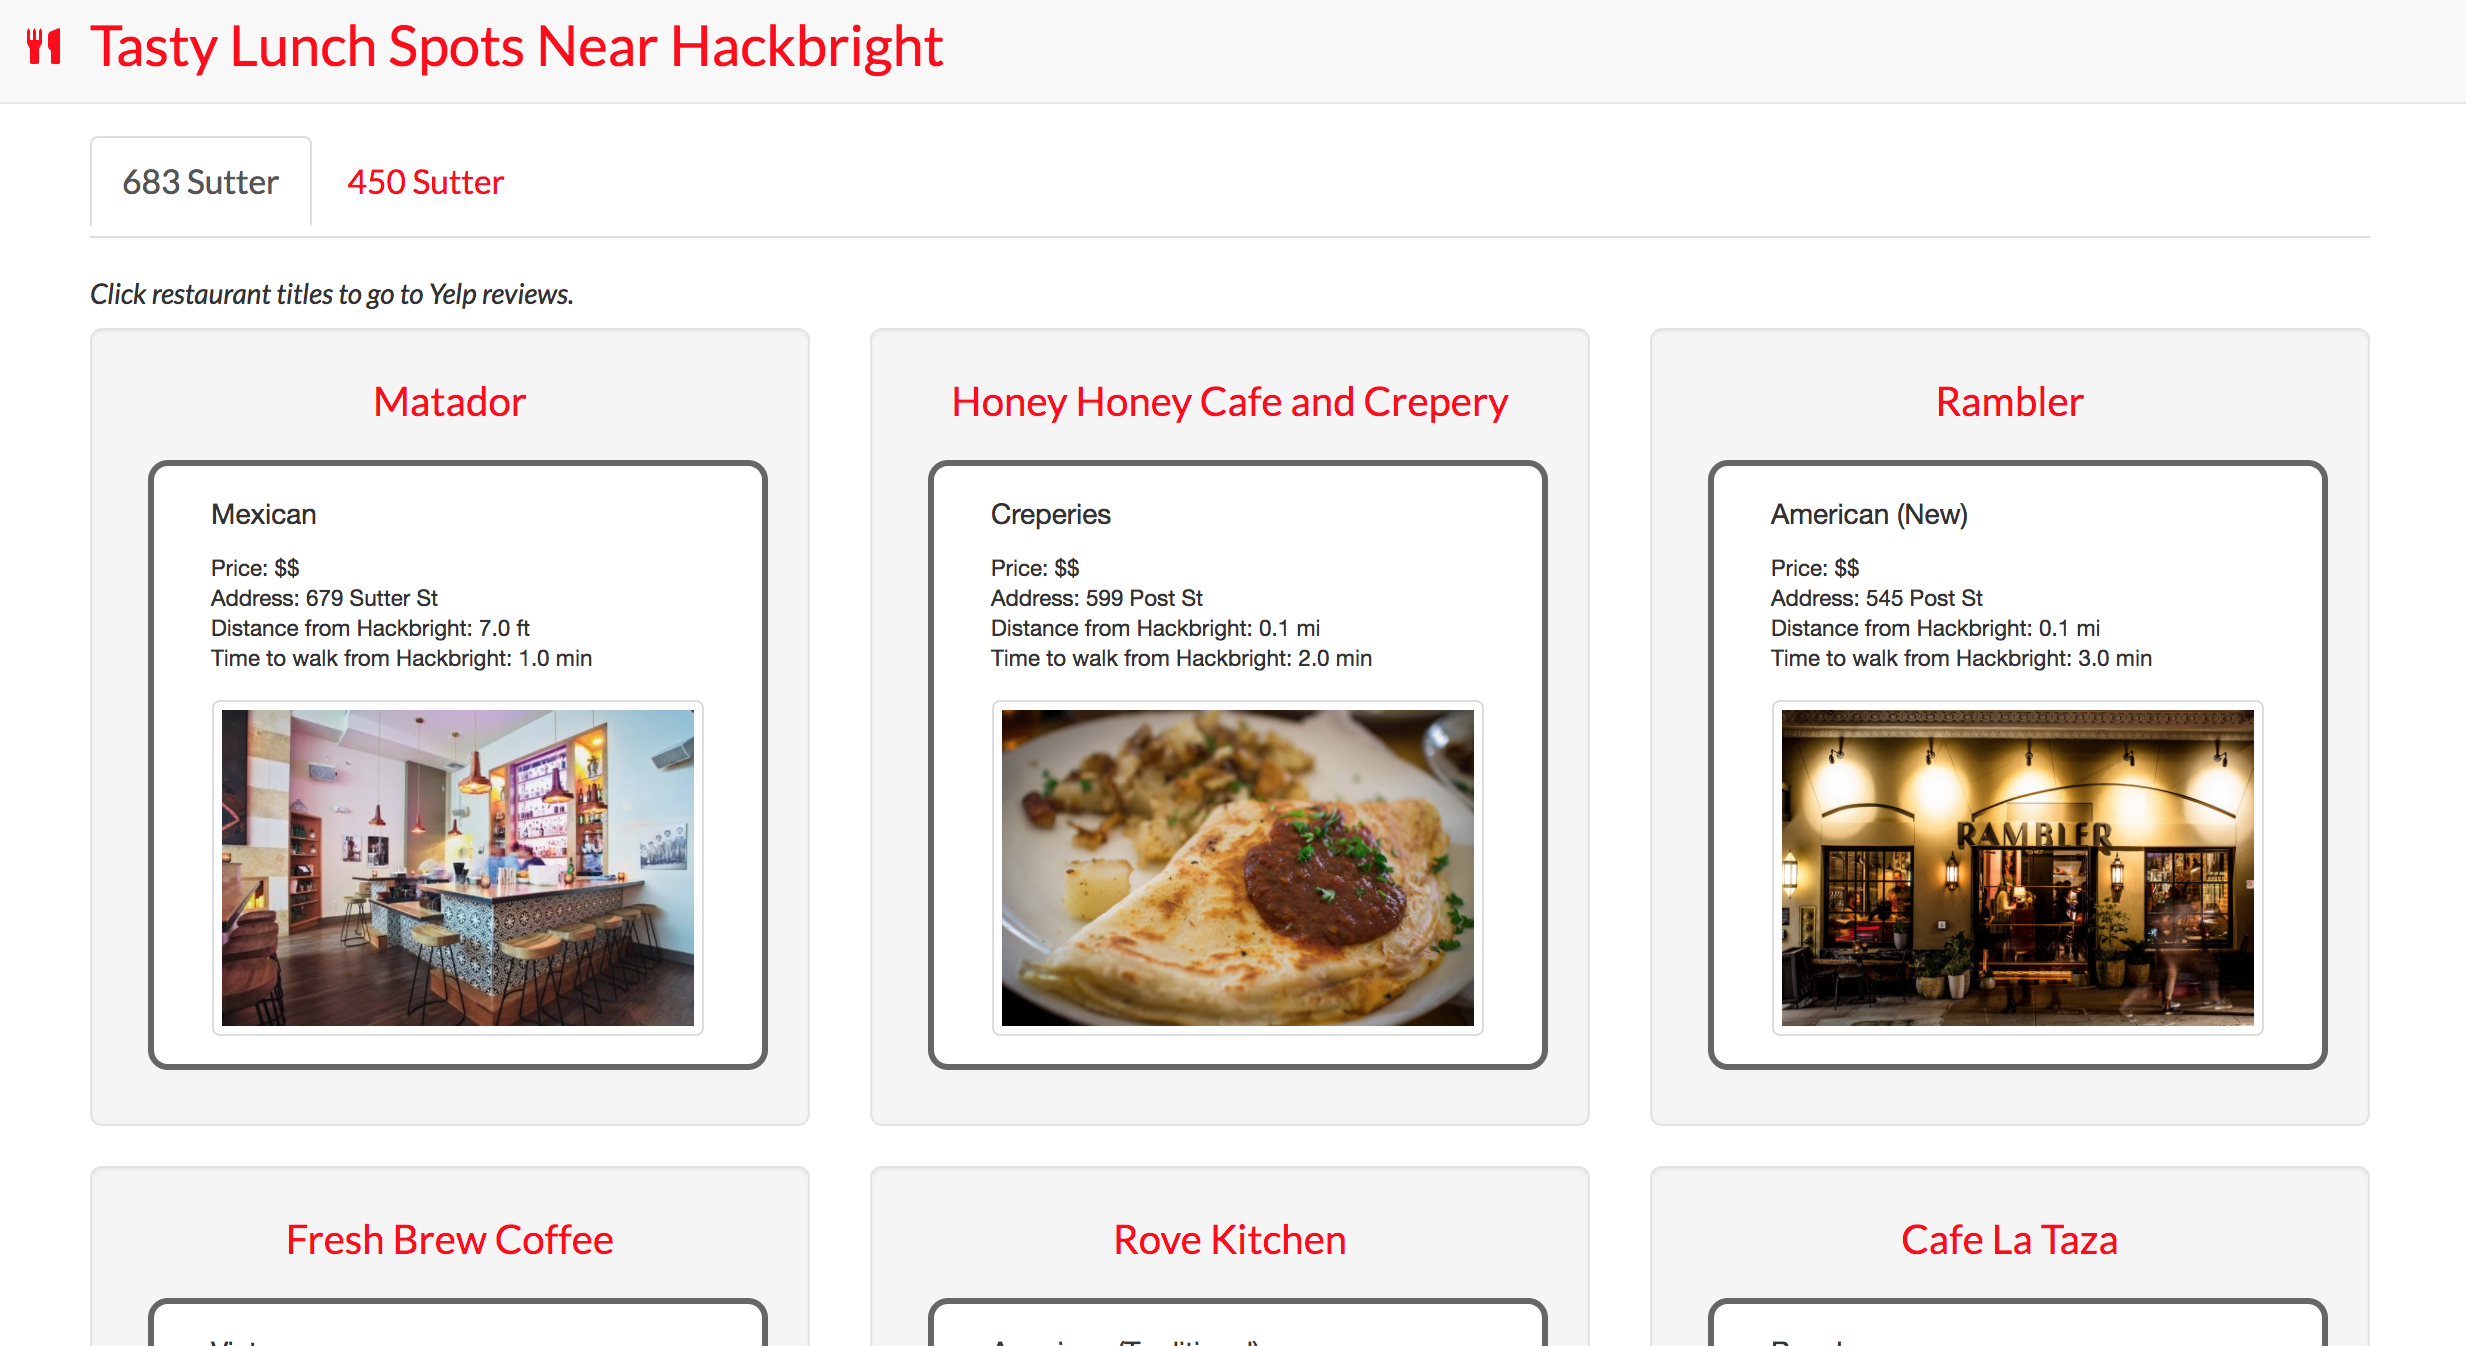 Tasty Lunch Spots Near Hackbright
683 Sutter
450 Sutter
Click restaurant titles to go to Yelp reviews.
Matador
Mexican
Price: $$
Address: 679 Sutter St
Distance from Hackbright: 7.0 ft
Time to walk from Hackbright: 1.0 min
Honey Honey Cafe and Crepery
Creperies
Price: $$
Address: 599 Post St
Distance from Hackbright: 0.1 mi
Time to walk from Hackbright: 2.0 min
Rambler
American (New)
Price: $$
Address: 545 Post St
Distance from Hackbright: 0.1 mi
Time to walk from Hackbright: 3.0 min
RAMBLER
Fresh Brew Coffee
Rove Kitchen
American (Traditional)
Cafe La Taza